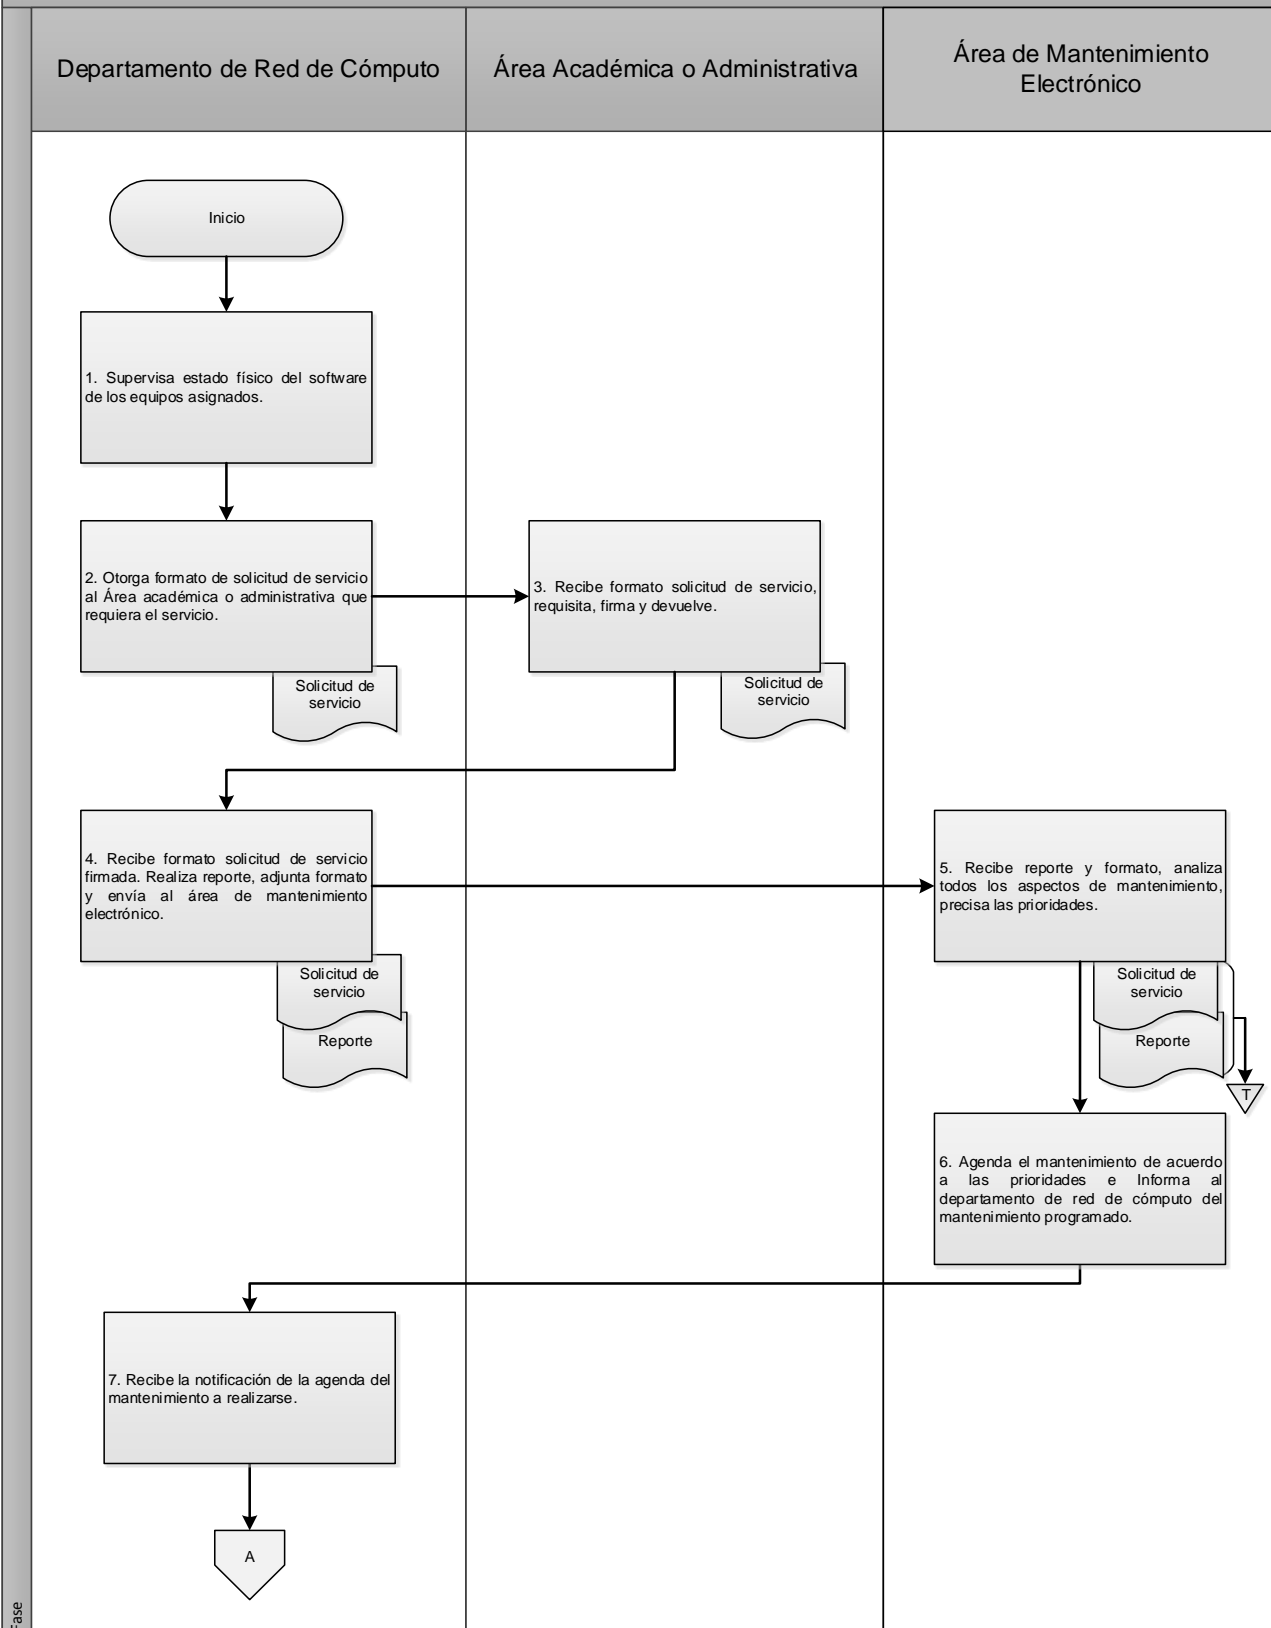 Departamento de Red de Cómputo
Área Académica o Administrativa
Área de Mantenimiento
Electrónico
Inicio
1. Supervisa estado físico del software
de los equipos asignados.
2. Otorga formato de solicitud de servicio
al Área académica o administrativa que
requiera el servicio.
Solicitud de
servicio
3. Recibe formato solicitud de servicio,
requisita, firma y devuelve.
Solicitud de
servicio
4. Recibe formato solicitud de servicio
firmada. Realiza reporte, adjunta formato
y envía al área de mantenimiento
electrónico.
Solicitud de
servicio
Reporte
5. Recibe reporte y formato, analiza
todos los aspectos de mantenimiento,
precisa las prioridades.
Solicitud de
servicio
Reporte
T
6. Agenda el mantenimiento de acuerdo
a las prioridades e Informa al
departamento de red de cómputo del
mantenimiento programado.
7. Recibe la notificación de la agenda del
mantenimiento a realizarse.
A
Fase